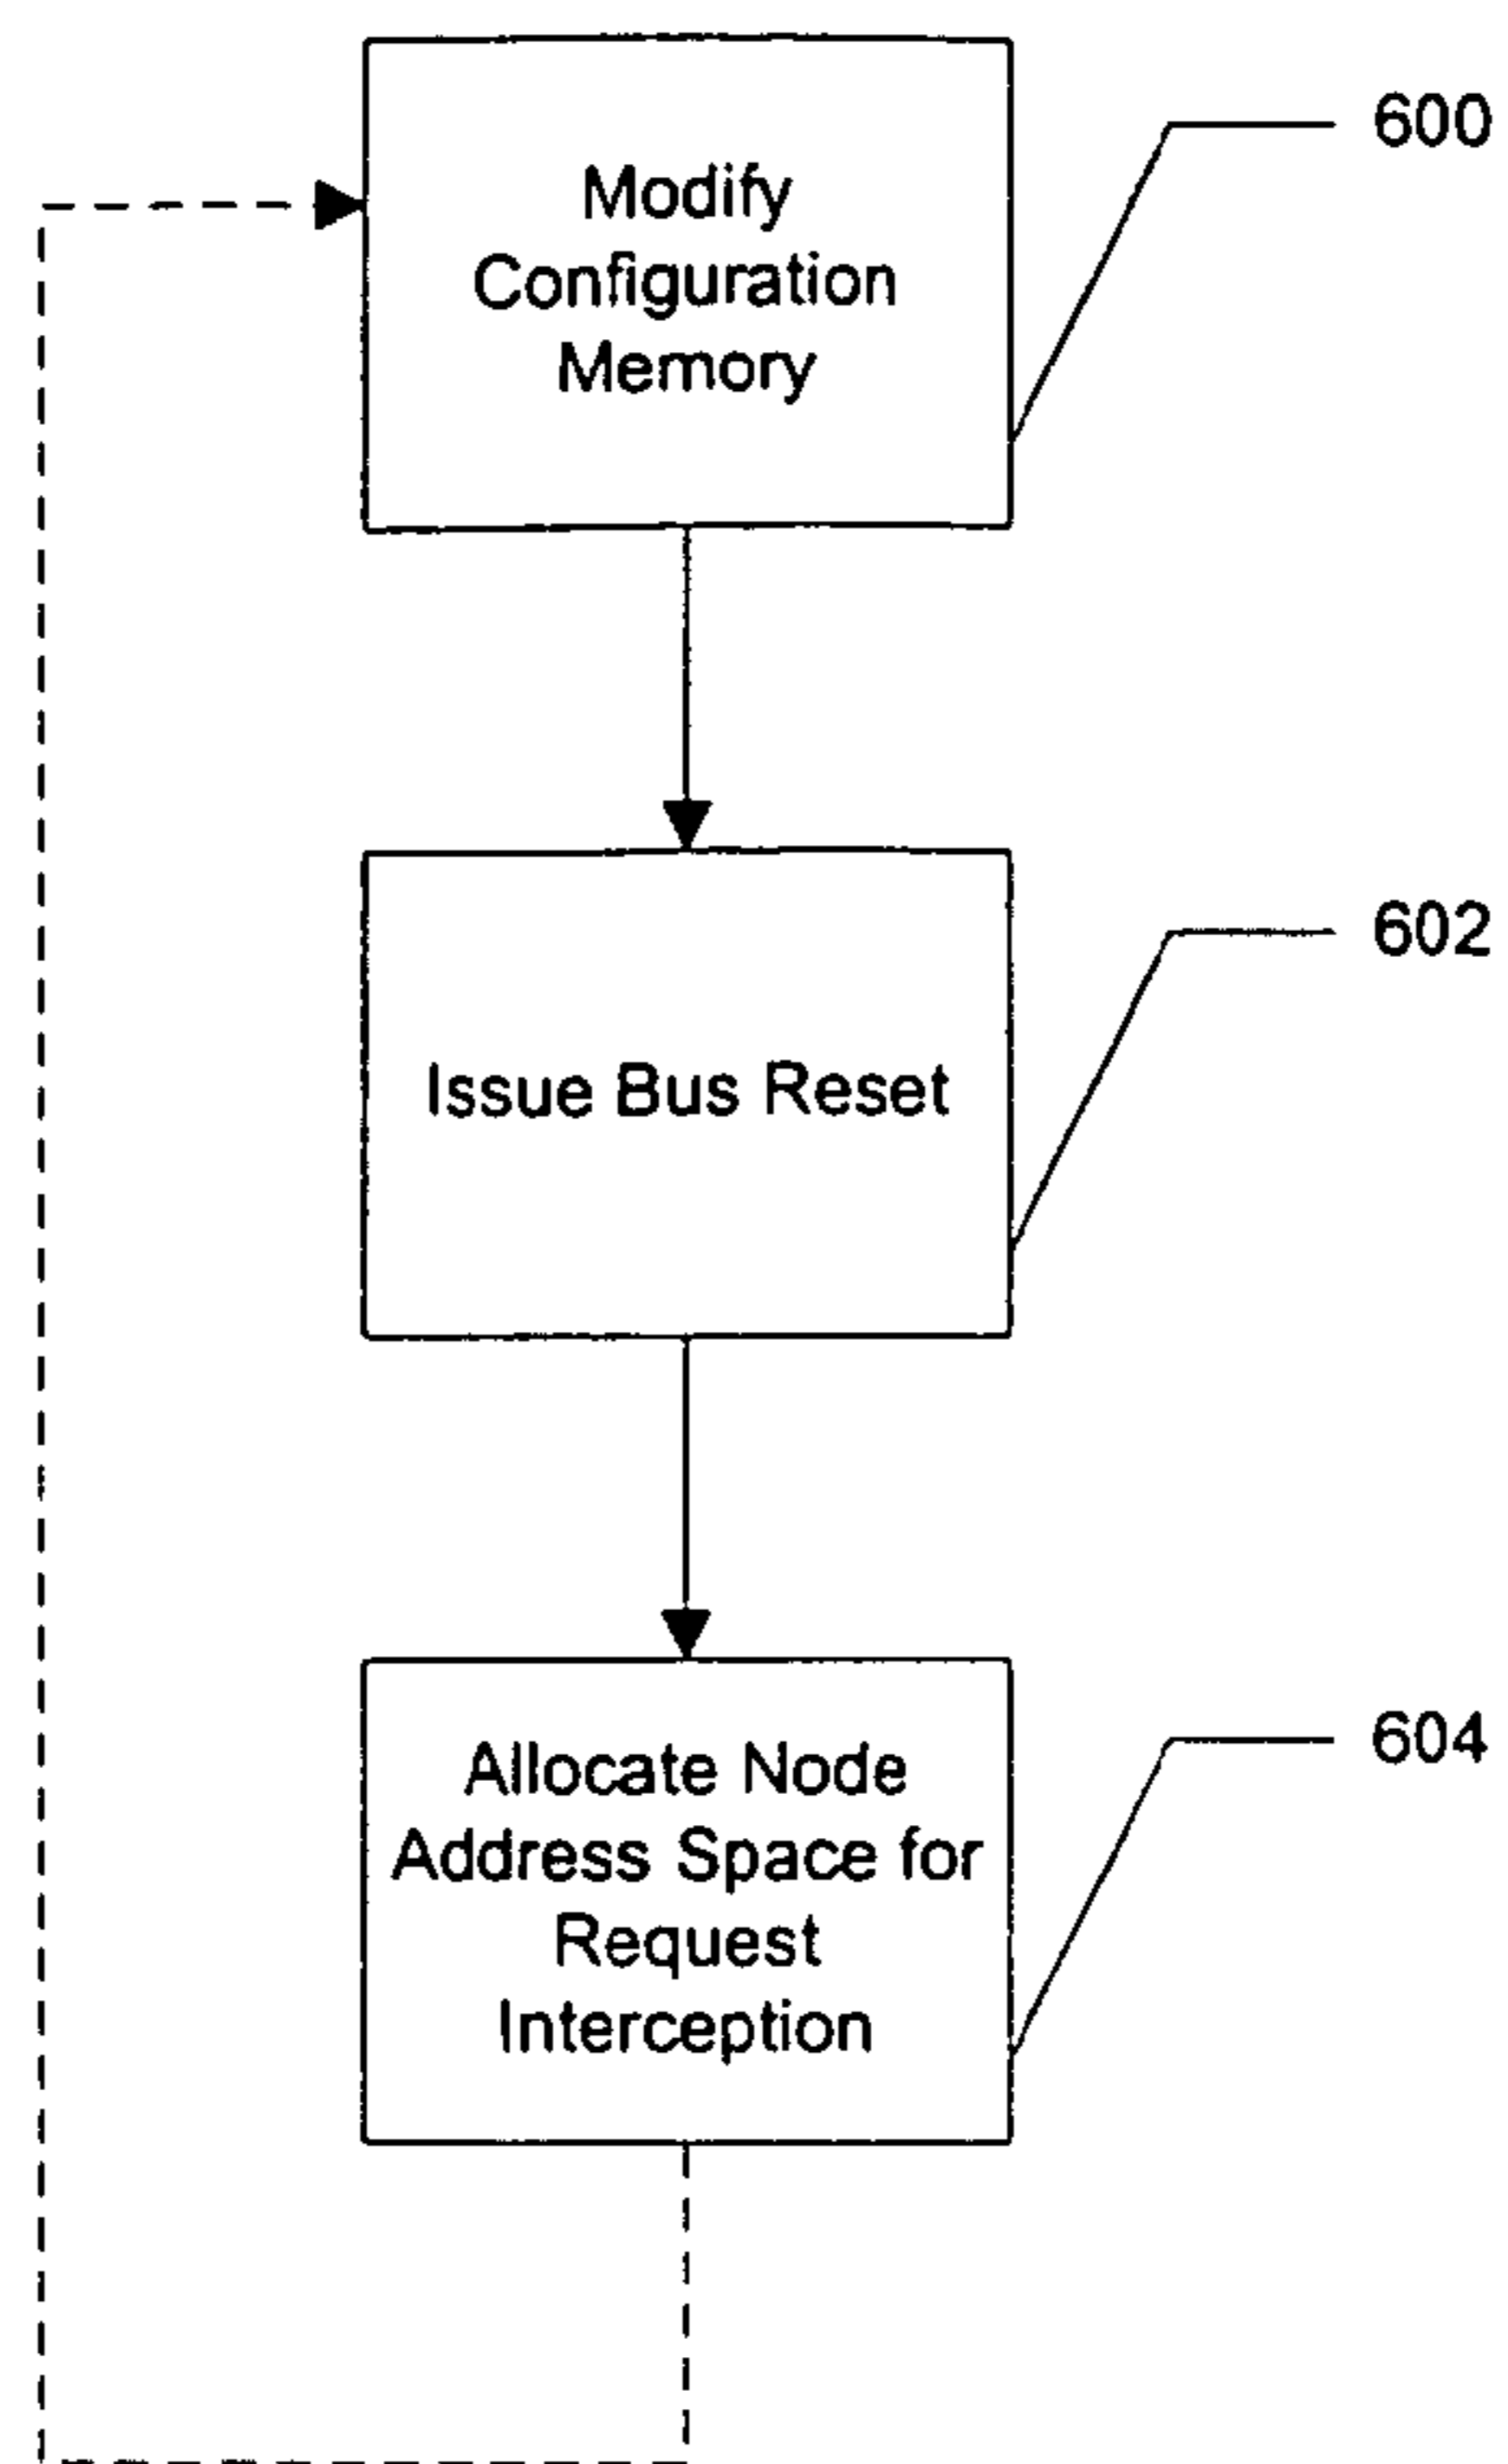 600
Modify
Configuration
Memory
602
Issue Bus Reset
604
Allocate Node
Address Space for
Request
Interception